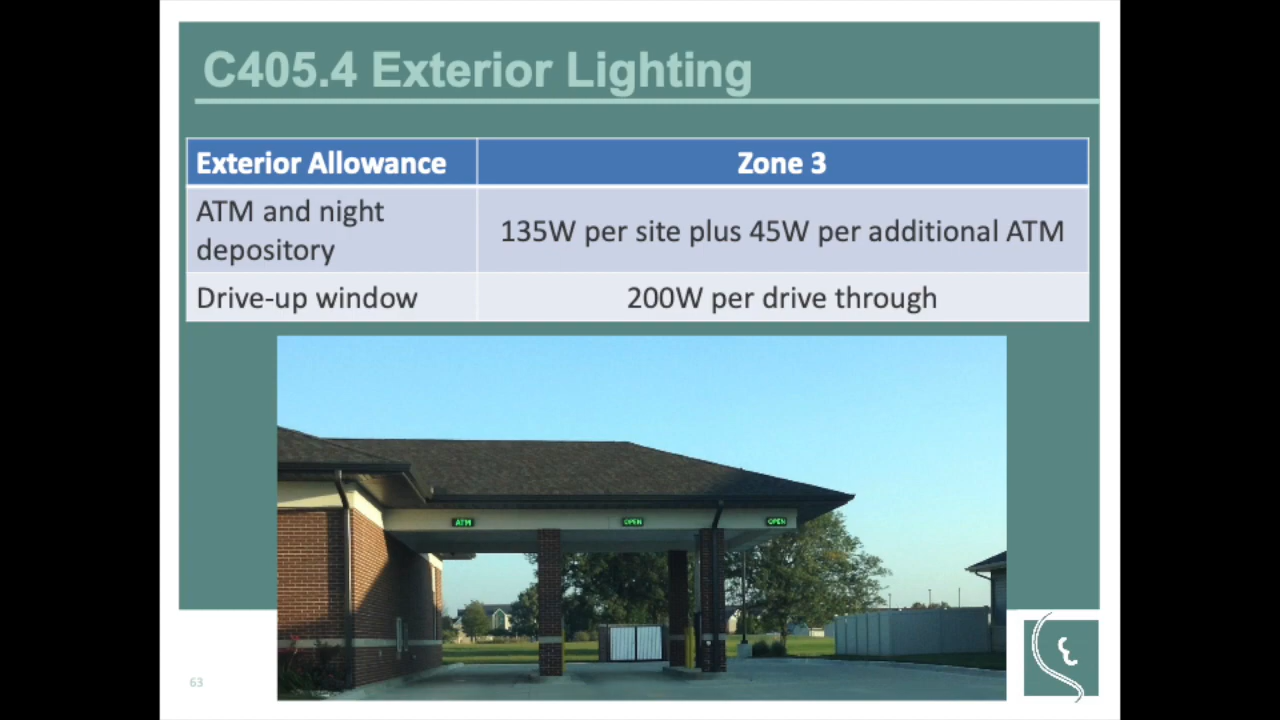 C405.4 Exterior Lighting
Exterior Allowance
Zone 3
ATM and night
depository
135W per site plus 45W per additional ATM
Drive-up window
200W per drive through
ATM
OPEN
OPEN
63